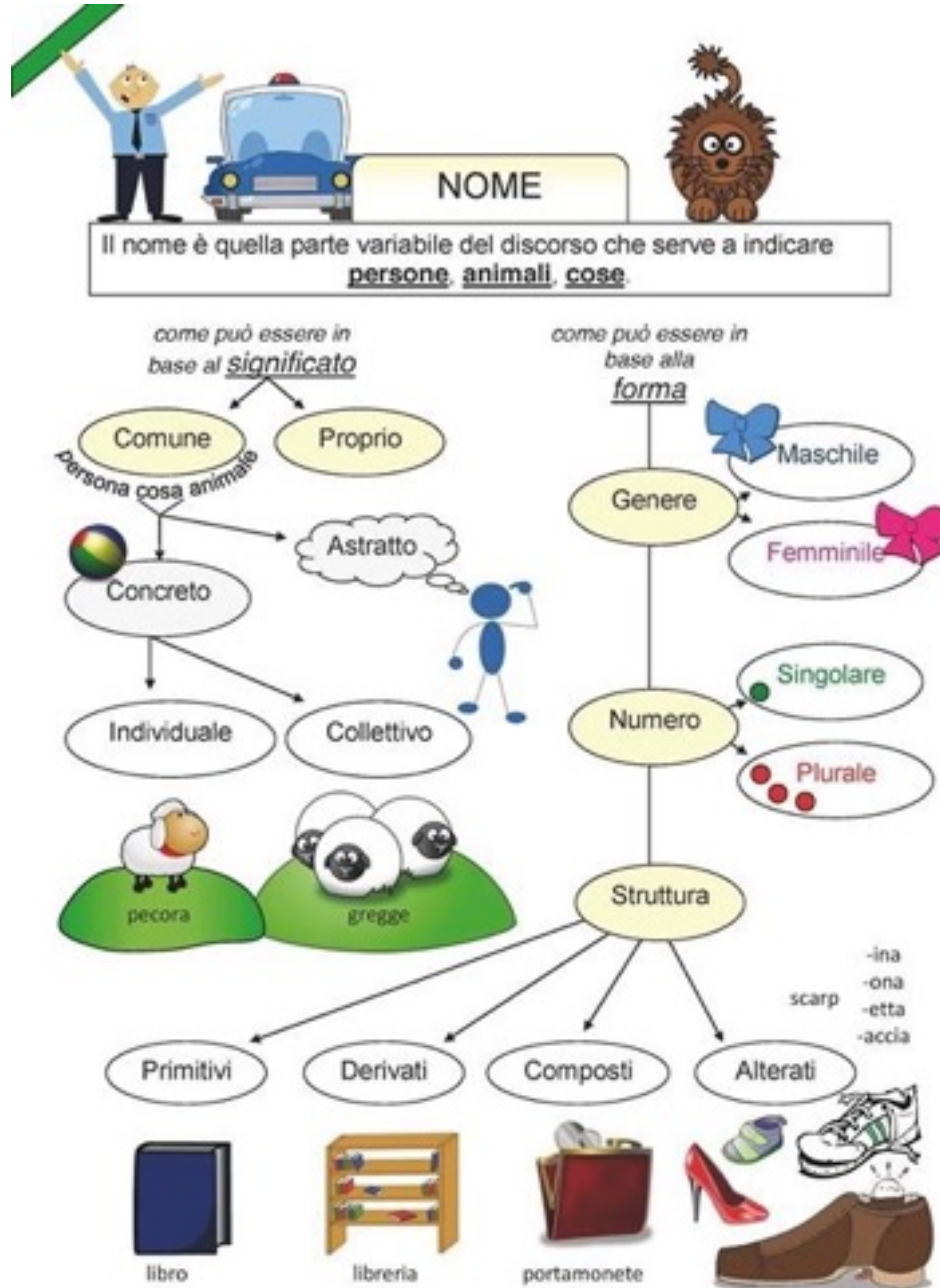 NOME
Il nome è quella parte variabile del discorso che serve a indicare
persone, animali, cose.
come può essere in
base al significato
Comune
Proprio
persona cosa animale
Astratto
Concreto
Individuale
Collettivo
pecora
gregge
come può essere in
base alla
forma
Genere
Maschile
Femminile
Numero
Singolare
Plurale
Struttura
-ina
-ona
scarp
-etta
-accia
Primitivi
Derivati
Composti
Alterati
libro
libreria
portamonete